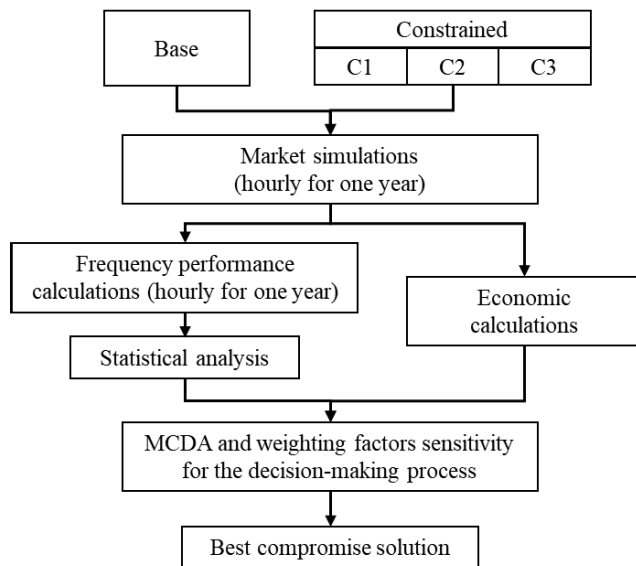 Base
Constrained
C1 C2 C3
Market simulations
(hourly for one year)
Frequency performance
calculations (hourly for one year)
Economic
calculations
Statistical analysis
MCDA and weighting factors sensitivity
for the decision-making process
Best compromise solution